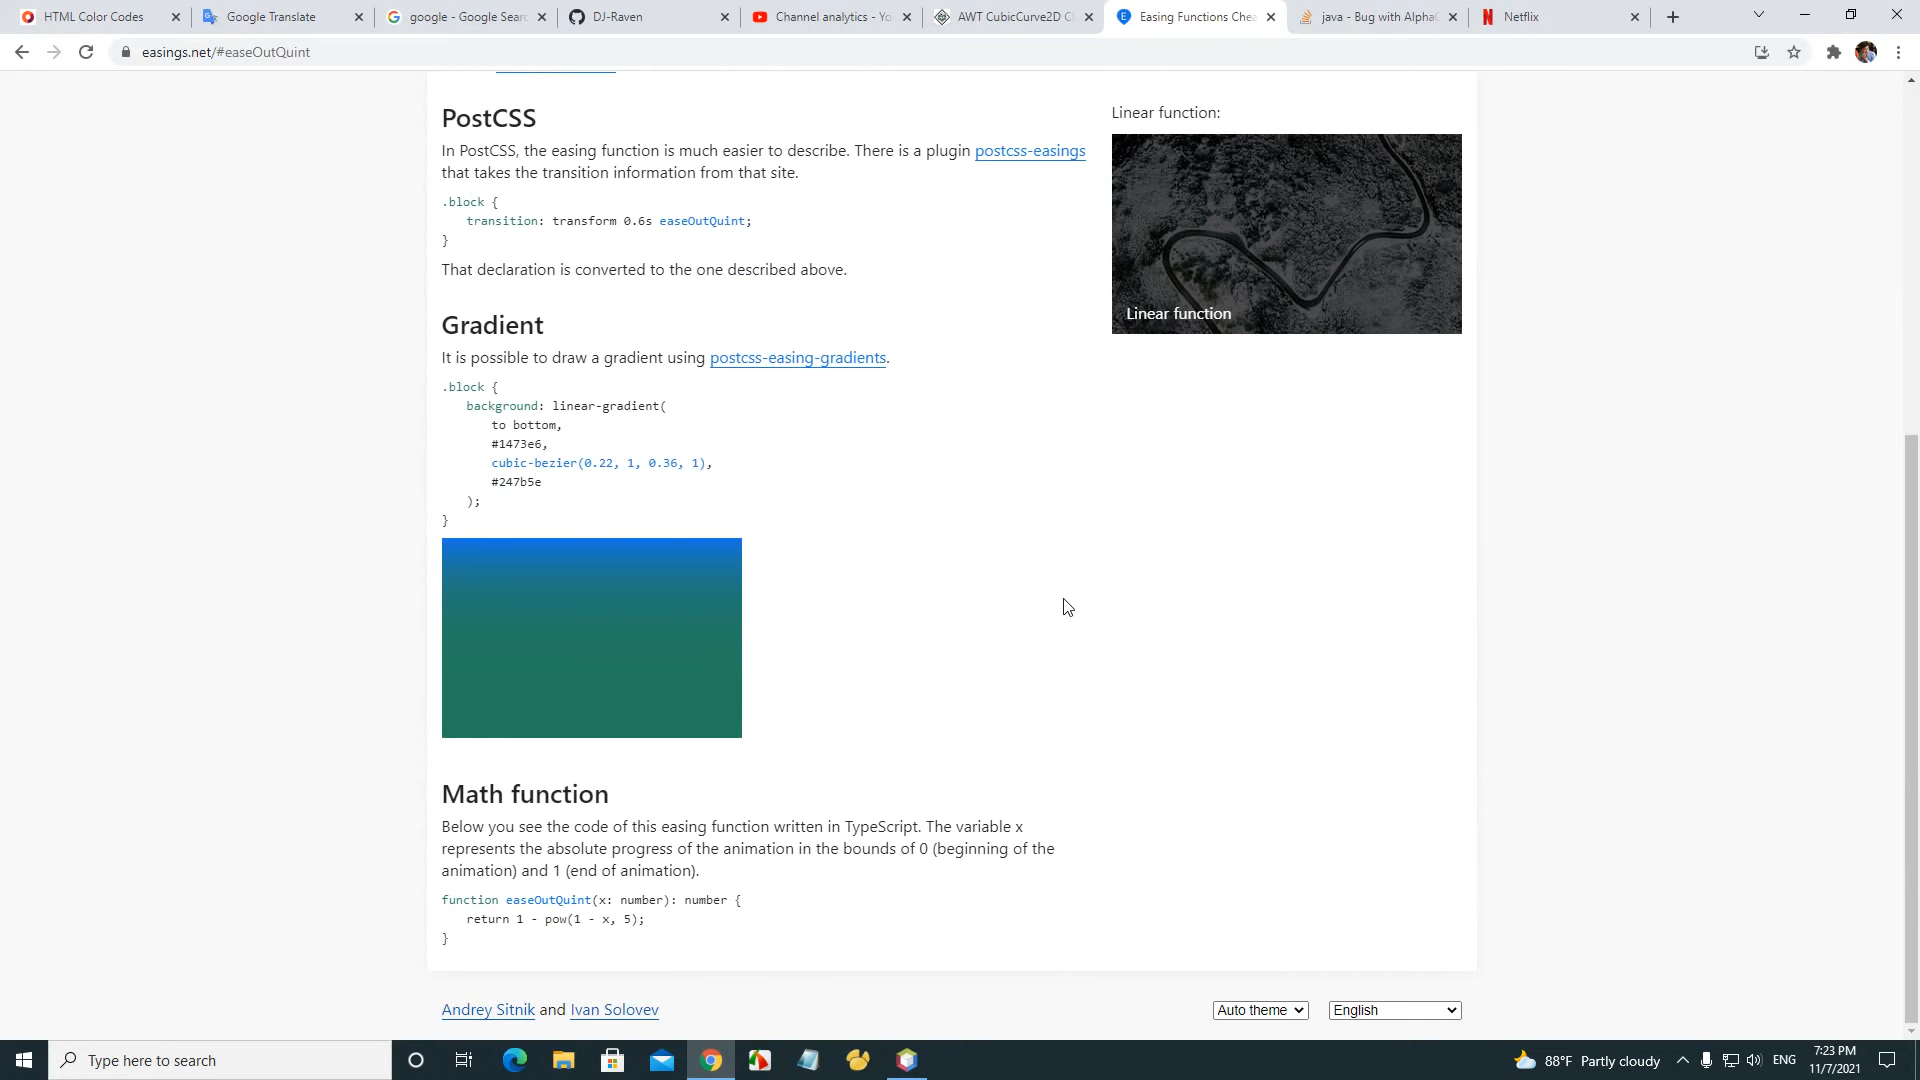 HTML Color Codes
Google Translate
google - Google Searc
DJ-Raven
Channel analytics - Yo
AWT CubicCurve2D Cl
Easing Functions Chea
java - Bug with AlphaC
Netflix
easings.net/#easeOutQuint
PostCSS
In PostCSS, the easing function is much easier to describe. There is a plugin postcss-easings
that takes the transition information from that site.
.block {
transition: transform 0.6s easeOutQuint;
}
That declaration is converted to the one described above.
Gradient
It is possible to draw a gradient using postcss-easing-gradients.
.block {
background: linear-gradient(
to bottom,
#1473e6,
cubic-bezier(0.22, 1, 0.36, 1),
#247b5e
);
}
Math function
Below you see the code of this easing function written in TypeScript. The variable x
represents the absolute progress of the animation in the bounds of 0 (beginning of the
animation) and 1 (end of animation).
function easeOutQuint(x: number): number {
return 1 - pow(1 - x, 5);
}
Linear function:
Linear function
Andrey Sitnik and Ivan Solovev
Auto theme
English
Type here to search
88°F Partly cloudy
ENG
7:23 PM
11/7/2021